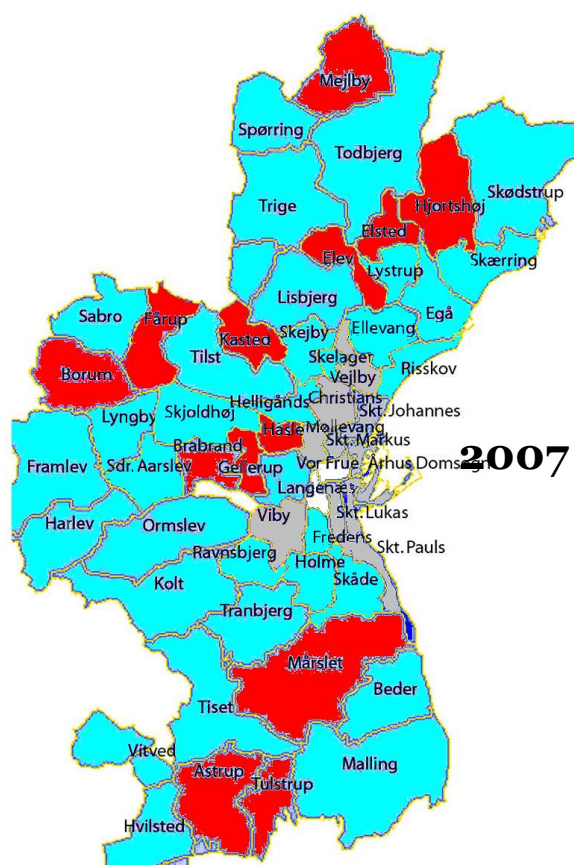 Mejlby
Spørring
Todbjerg
Skødstrup
Trige
Hjortshøj
Elsted
Elev
Skærring
Lystrup
Lisbjerg
Egå
Sabro
Fårup
Skejby
Ellevang
Kasted
Tilst
Skelager
Risskov
Borum
Vejlby
Christians
Helligånds
Skt. Johannes
Lyngby
Skjoldhøj
Hasle
Møllevang
Skt. Markus
Brabrand
Framlev
Sdr. Aarslev
Gellerup
Vor Frue
Århus Domsogn
2007
Langenæs
Harlev
Ormslev
Viby
Skt. Lukas
Fredens
Skt. Pauls
Ravnsbjerg
Holme
Kolt
Skåde
Tranbjerg
Mårslet
Beder
Tiset
Vitved
Malling
Astrup
Tulstrup
Hvilsted